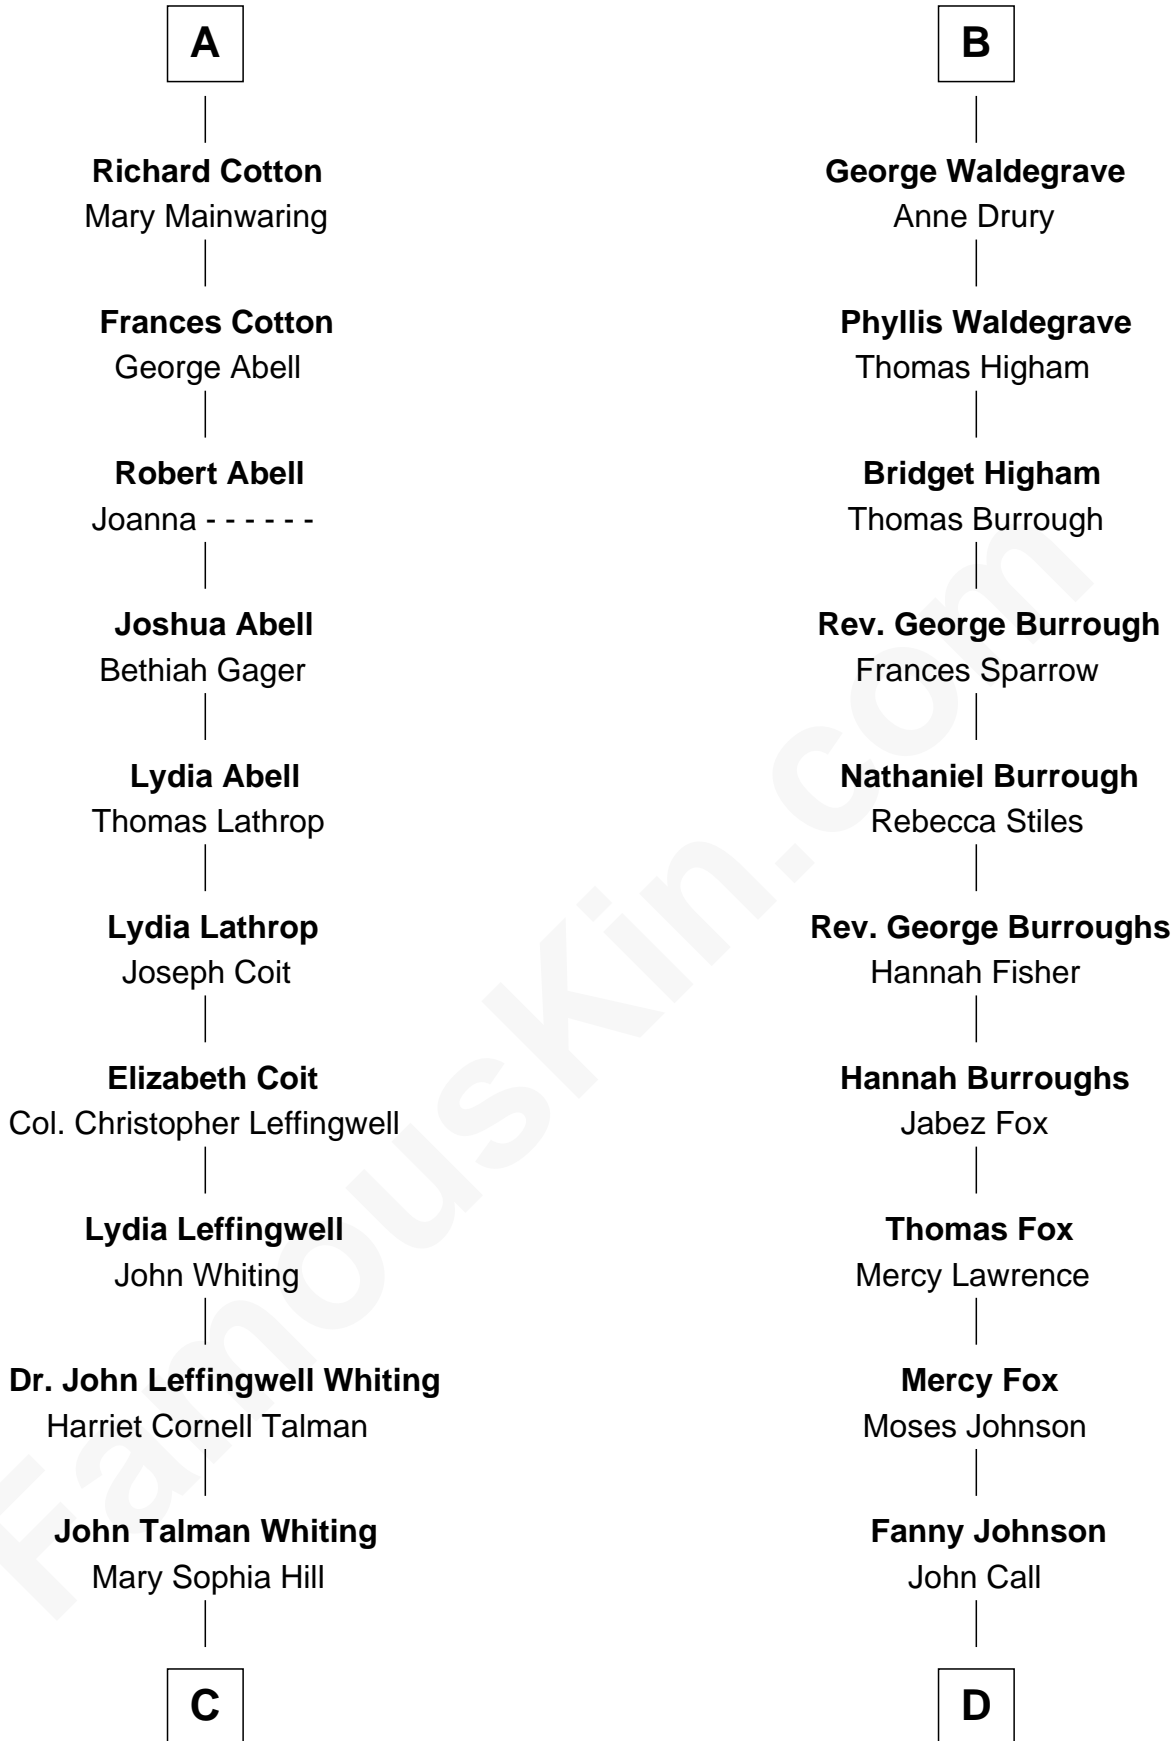 A
Richard Cotton
Mary Mainwaring
Frances Cotton
George Abell
Robert Abell
Joanna - - - - - -
Joshua Abell
Bethiah Gager
Lydia Abell
Thomas Lathrop
Lydia Lathrop
Joseph Coit
Elizabeth Coit
Col. Christopher Leffingwell
Lydia Leffingwell
John Whiting
Dr. John Leffingwell Whiting
Harriet Cornell Talman
John Talman Whiting
Mary Sophia Hill
C
B
George Waldegrave
Anne Drury
Phyllis Waldegrave
Thomas Higham
Bridget Higham
Thomas Burrough
Rev. George Burrough
Frances Sparrow
Nathaniel Burrough
Rebecca Stiles
Rev. George Burroughs
Hannah Fisher
Hannah Burroughs
Jabez Fox
Thomas Fox
Mercy Lawrence
Mercy Fox
Moses Johnson
Fanny Johnson
John Call
D
FamousKin.com